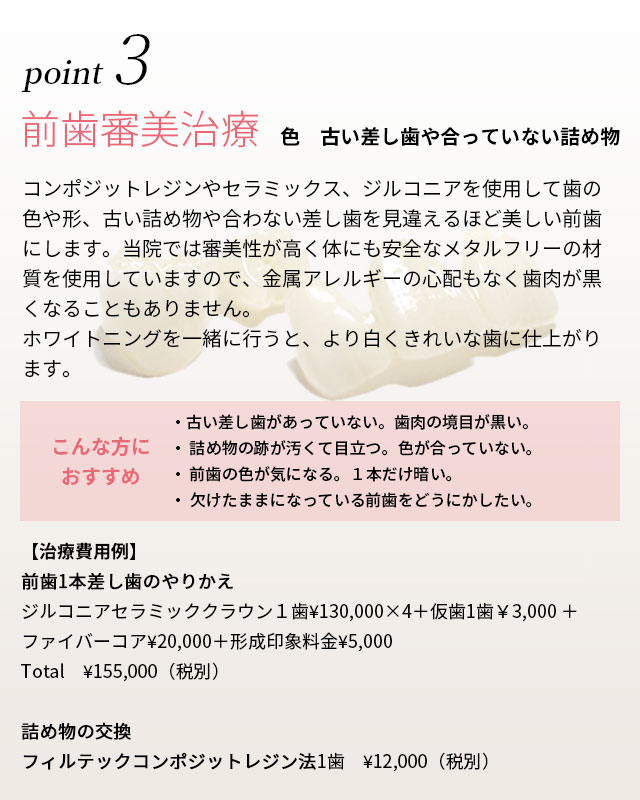 point 3
前歯審美治療　色　古い差し歯や合っていない詰め物
コンポジットレジンやセラミックス、ジルコニアを使用して歯の
色や形、古い詰め物や合わない差し歯を見違えるほど美しい前歯
にします。当院では審美性が高く体にも安全なメタルフリーの材
質を使用していますので、金属アレルギーの心配もなく歯肉が黒
くなることもありません。
ホワイトニングを一緒に行うと、より白くきれいな歯に仕上がり
ます。
こんな方に
おすすめ
・古い差し歯があっていない。歯肉の境目が黒い。
・ 詰め物の跡が汚くて目立つ。色が合っていない。
・ 前歯の色が気になる。１本だけ暗い。
・ 欠けたままになっている前歯をどうにかしたい。
【治療費用例】
前歯1本差し歯のやりかえ
ジルコニアセラミッククラウン１歯¥130,000×4＋仮歯1歯￥3,000 ＋
ファイバーコア¥20,000＋形成印象料金¥5,000
Total　¥155,000（税別）
詰め物の交換
フィルテックコンポジットレジン法1歯　¥12,000（税別）